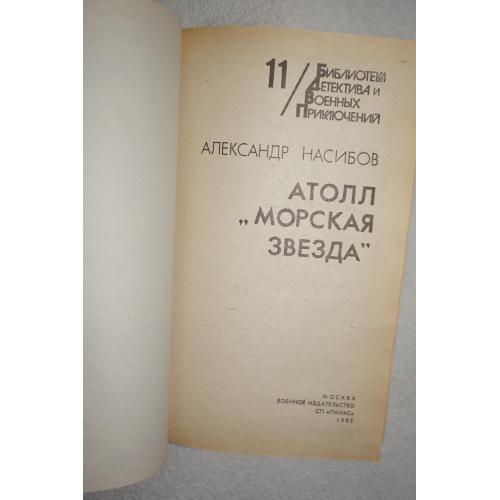 11/
Библиотека
Детектива и
Военных
Приключений
АЛЕКСАНДР НАСИБОВ
АТОЛЛ
„МОРСКАЯ
ЗВЕЗДА”
МОСКВА
ВОЕННОЕ ИЗДАТЕЛЬСТВО
СП «ПАНАС»
1993